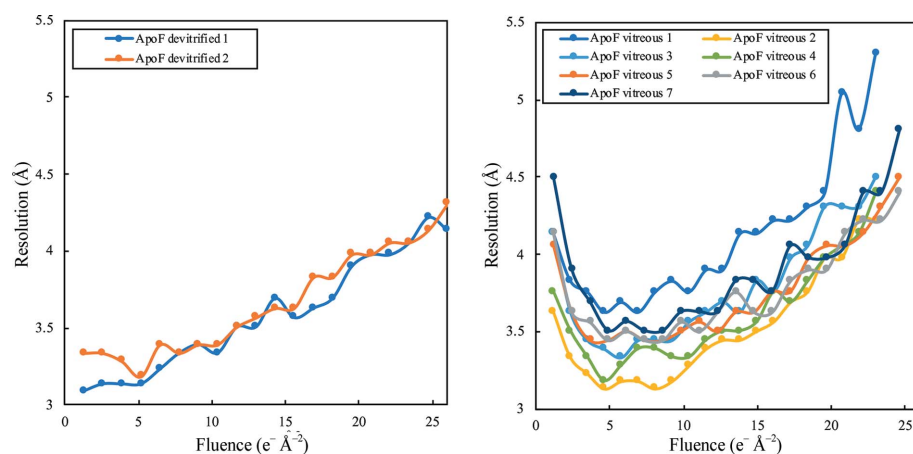 ApoF devitrified 1
ApoF devitrified 2
5.5
5
4.5
4
3.5
3
0 5 10 15 20 25
Resolution (Å)
Fluence (e⁻ Å⁻²)
ApoF vitreous 1 ApoF vitreous 2
ApoF vitreous 3 ApoF vitreous 4
ApoF vitreous 5 ApoF vitreous 6
ApoF vitreous 7
5.5
5
4.5
4
3.5
3
0 5 10 15 20 25
Resolution (Å)
Fluence (e⁻ Å⁻²)